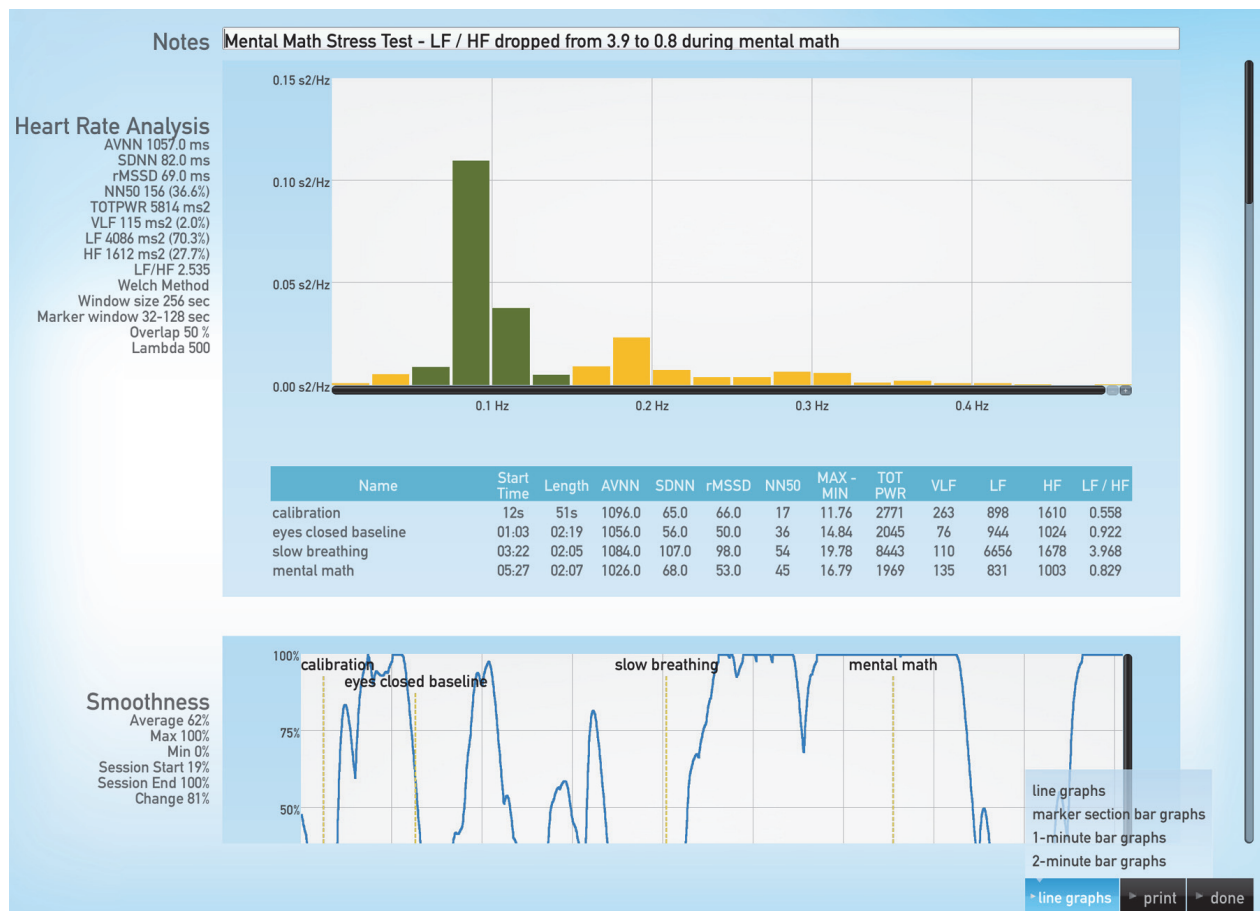 Notes
Mental Math Stress Test - LF / HF dropped from 3.9 to 0.8 during mental math
Heart Rate Analysis
AVNN 1057.0 ms
SDNN 82.0 ms
rMSSD 69.0 ms
NN50 156 (36.6%)
TOTPWR 5814 ms2
VLF 115 ms2 (2.0%)
LF 4086 ms2 (70.3%)
HF 1612 ms2 (27.7%)
LF/HF 2.535
Welch Method
Window size 256 sec
Marker window 32-128 sec
Overlap 50 %
Lambda 500
0.15 s2/Hz
0.10 s2/Hz
0.05 s2/Hz
0.00 s2/Hz
0.1 Hz 0.2 Hz 0.3 Hz 0.4 Hz
Name Start Time Length AVNN SDNN rMSSD NN50 MAX - MIN TOT PWR VLF LF HF LF / HF
calibration 12s 51s 1096.0 65.0 66.0 17 11.76 2771 263 898 1610 0.558
eyes closed baseline 01:03 02:19 1056.0 56.0 50.0 36 14.84 2045 76 944 1024 0.922
slow breathing 03:22 02:05 1084.0 107.0 98.0 54 19.78 8443 110 6656 1678 3.968
mental math 05:27 02:07 1026.0 68.0 53.0 45 16.79 1969 135 831 1003 0.829
Smoothness
Average 62%
Max 100%
Min 0%
Session Start 19%
Session End 100%
Change 81%
100%
75%
50%
calibration
eyes closed baseline
slow breathing
mental math
line graphs
marker section bar graphs
1-minute bar graphs
2-minute bar graphs
line graphs print done